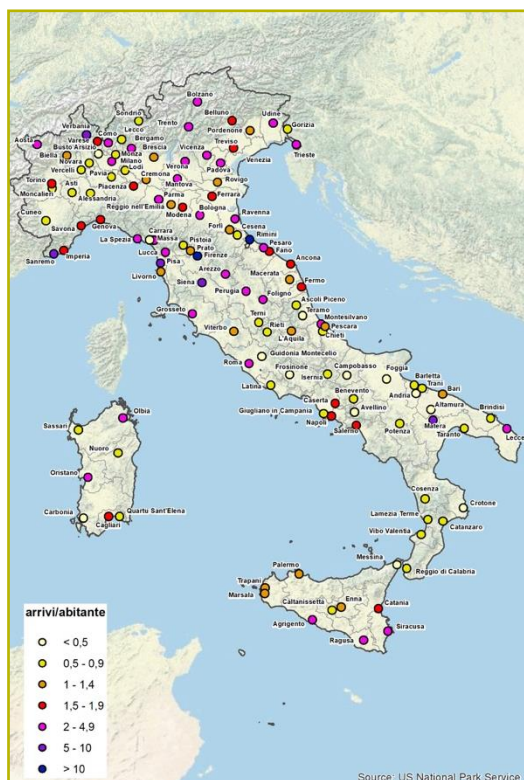 Bolzano
Sondrio
Belluno
Verbania
Lecco
Trento
Pordenone
Udine
Gorizia
Aosta
Varese
Como
Bergamo
Busto Arsizio
Monza
Brescia
Vicenza
Treviso
Biella
Milano
Novara
Lodi
Verona
Venezia
Trieste
Vercelli
Pavia
Cremona
Padova
Torino
Asti
Piacenza
Mantova
Rovigo
Moncalieri
Alessandria
Parma
Ferrara
Reggio nell'Emilia
Modena
Bologna
Cuneo
Savona
Genova
Ravenna
Forlì
Cesena
La Spezia
Carrara
Massa
Pistoia
Rimini
Sanremo
Imperia
Lucca
Prato
Pesaro
Pisa
Firenze
Fano
Livorno
Arezzo
Ancona
Siena
Macerata
Fermo
Perugia
Foligno
Ascoli Piceno
Grosseto
Teramo
Terni
Montesilvano
Viterbo
Rieti
Pescara
L'Aquila
Chieti
Roma
Guidonia Montecelio
Frosinone
Isernia
Campobasso
Foggia
Barletta
Trani
Latina
Benevento
Andria
Bari
Caserta
Altamura
Giugliano in Campania
Avellino
Brindisi
Napoli
Matera
Salerno
Potenza
Taranto
Lecce
Olbia
Sassari
Nuoro
Oristano
Cosenza
Carbonia
Quartu Sant'Elena
Crotone
Cagliari
Lamezia Terme
Catanzaro
Vibo Valentia
Messina
Palermo
Reggio di Calabria
Trapani
Marsala
Caltanissetta
Enna
Catania
Agrigento
Siracusa
Ragusa
arrivi/abitante
< 0,5
0,5 - 0,9
1 - 1,4
1,5 - 1,9
2 - 4,9
5 - 10
> 10
Source: US National Park Service